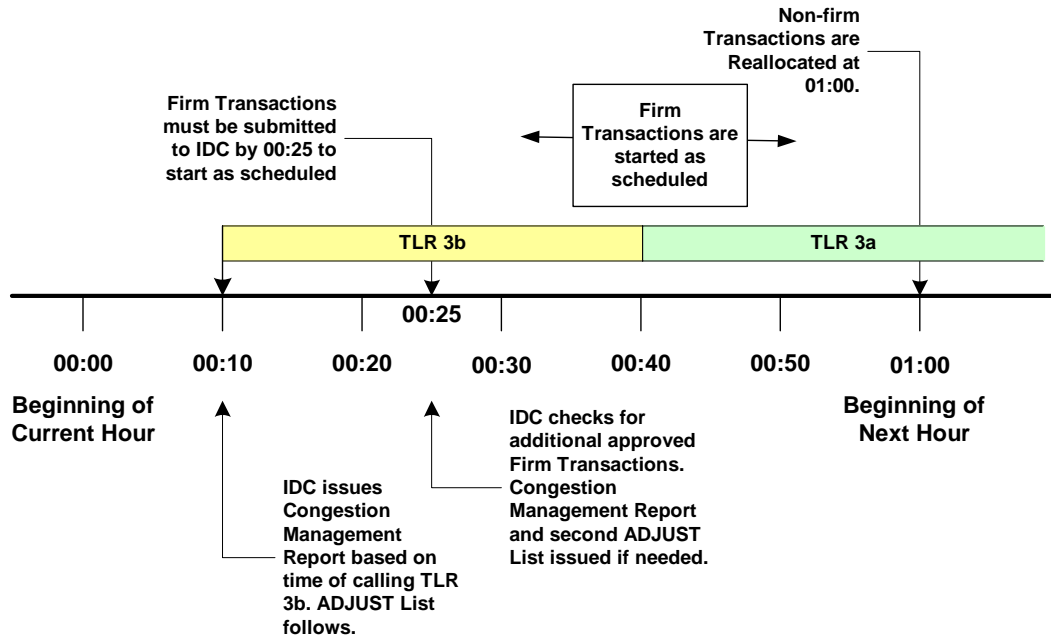 Non-firm
Transactions are
Reallocated at
01:00.
Firm Transactions
must be submitted
to IDC by 00:25 to
start as scheduled
Firm
Transactions are
started as
scheduled
TLR 3b
TLR 3a
00:25
00:00
00:10
00:20
00:30
00:40
00:50
01:00
Beginning of
Current Hour
Beginning of
Next Hour
IDC issues
Congestion
Management
Report based on
time of calling TLR
3b. ADJUST List
follows.
IDC checks for
additional approved
Firm Transactions.
Congestion
Management Report
and second ADJUST
List issued if needed.